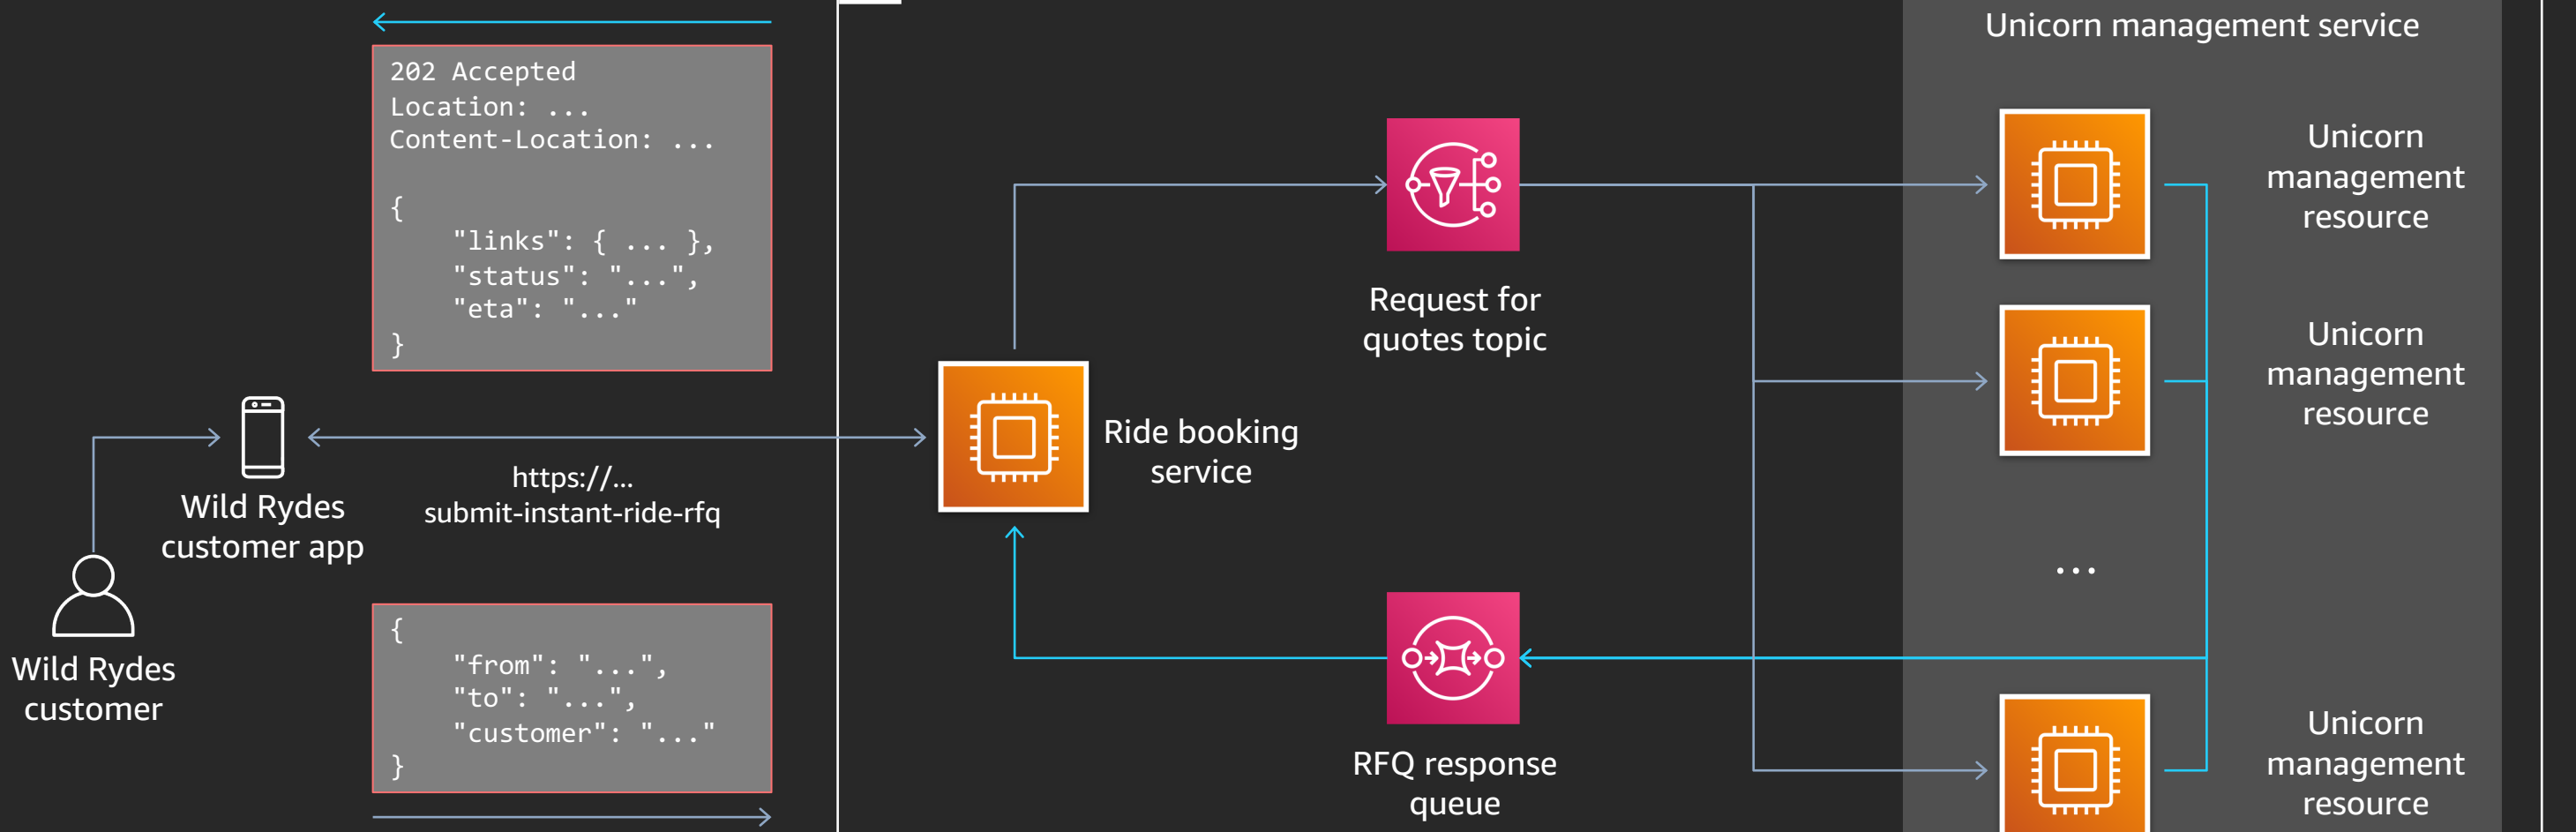 202 Accepted
Location: ...
Content-Location: ...
{
"links": { ... },
"status": "...",
"eta": "..."
}
Wild Rydes
customer app
Wild Rydes
customer
https://...
submit-instant-ride-rfq
{
"from": "...",
"to": "...",
"customer": "..."
}
Ride booking
service
Request for
quotes topic
RFQ response
queue
Unicorn management service
Unicorn
management
resource
Unicorn
management
resource
...
Unicorn
management
resource